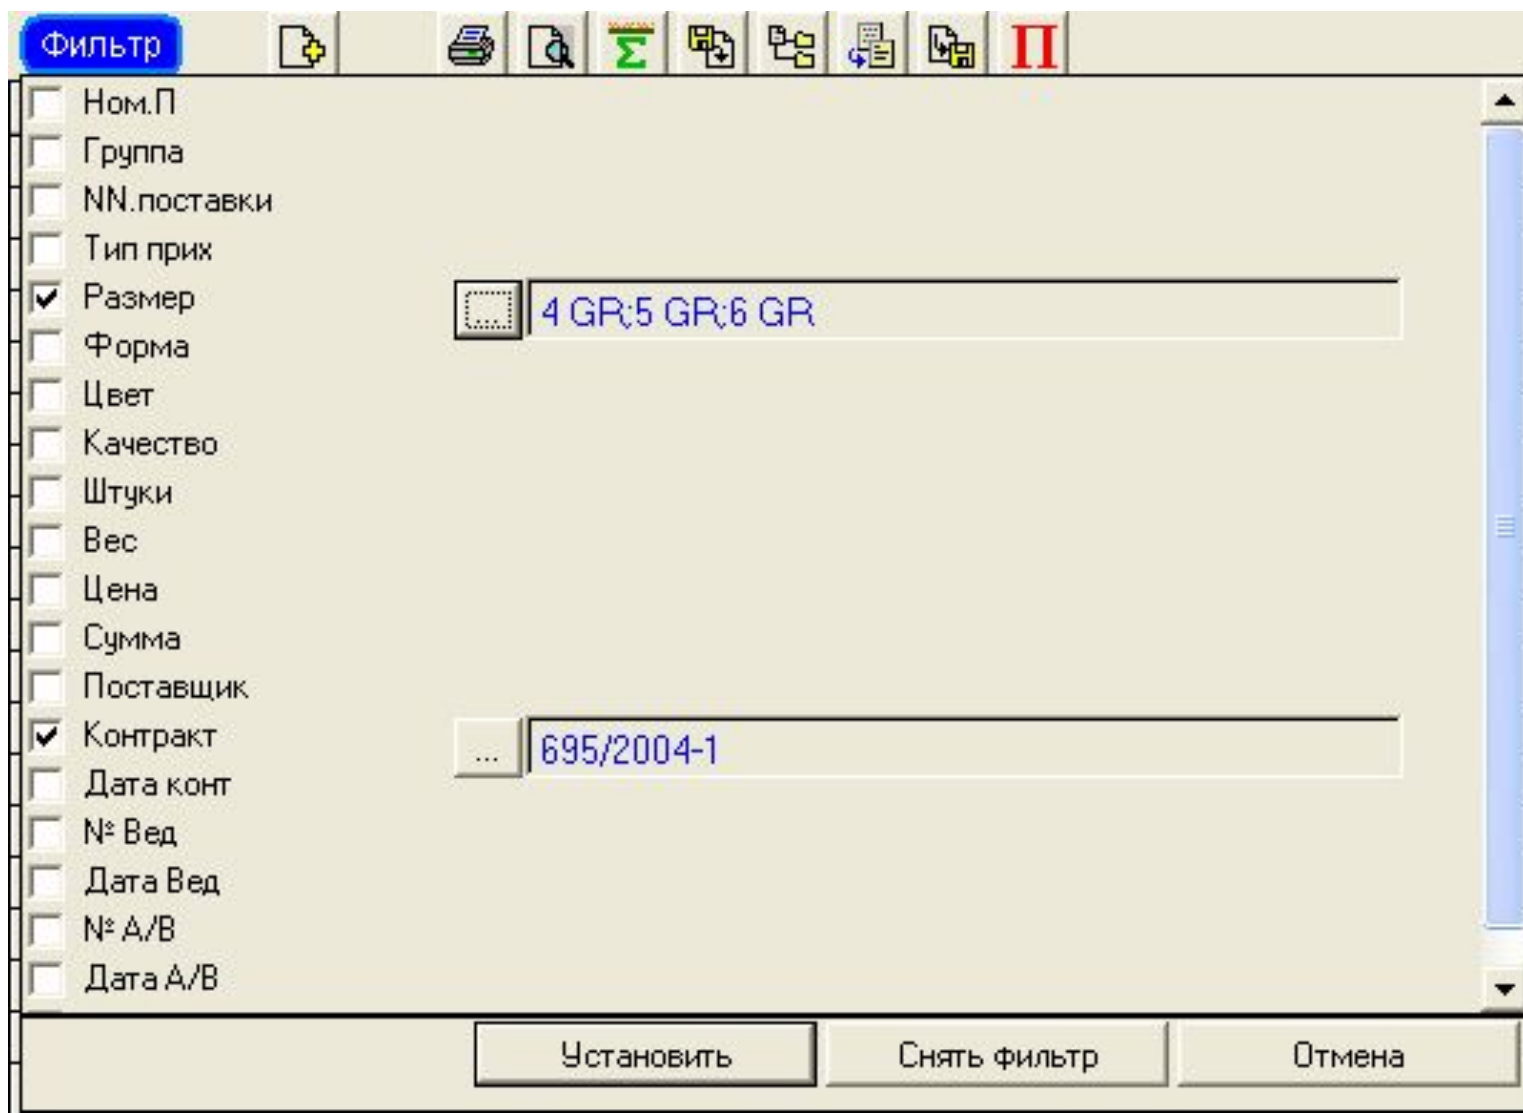 Фильтр
Σ
П
Ном.П
Группа
NN.поставки
Тип прих
Размер
... 4 GR;5 GR;6 GR
Форма
Цвет
Качество
Штуки
Вес
Цена
Сумма
Поставщик
Контракт
... 695/2004-1
Дата конт
№ Вед
Дата Вед
№ А/В
Дата А/В
Установить Снять фильтр Отмена